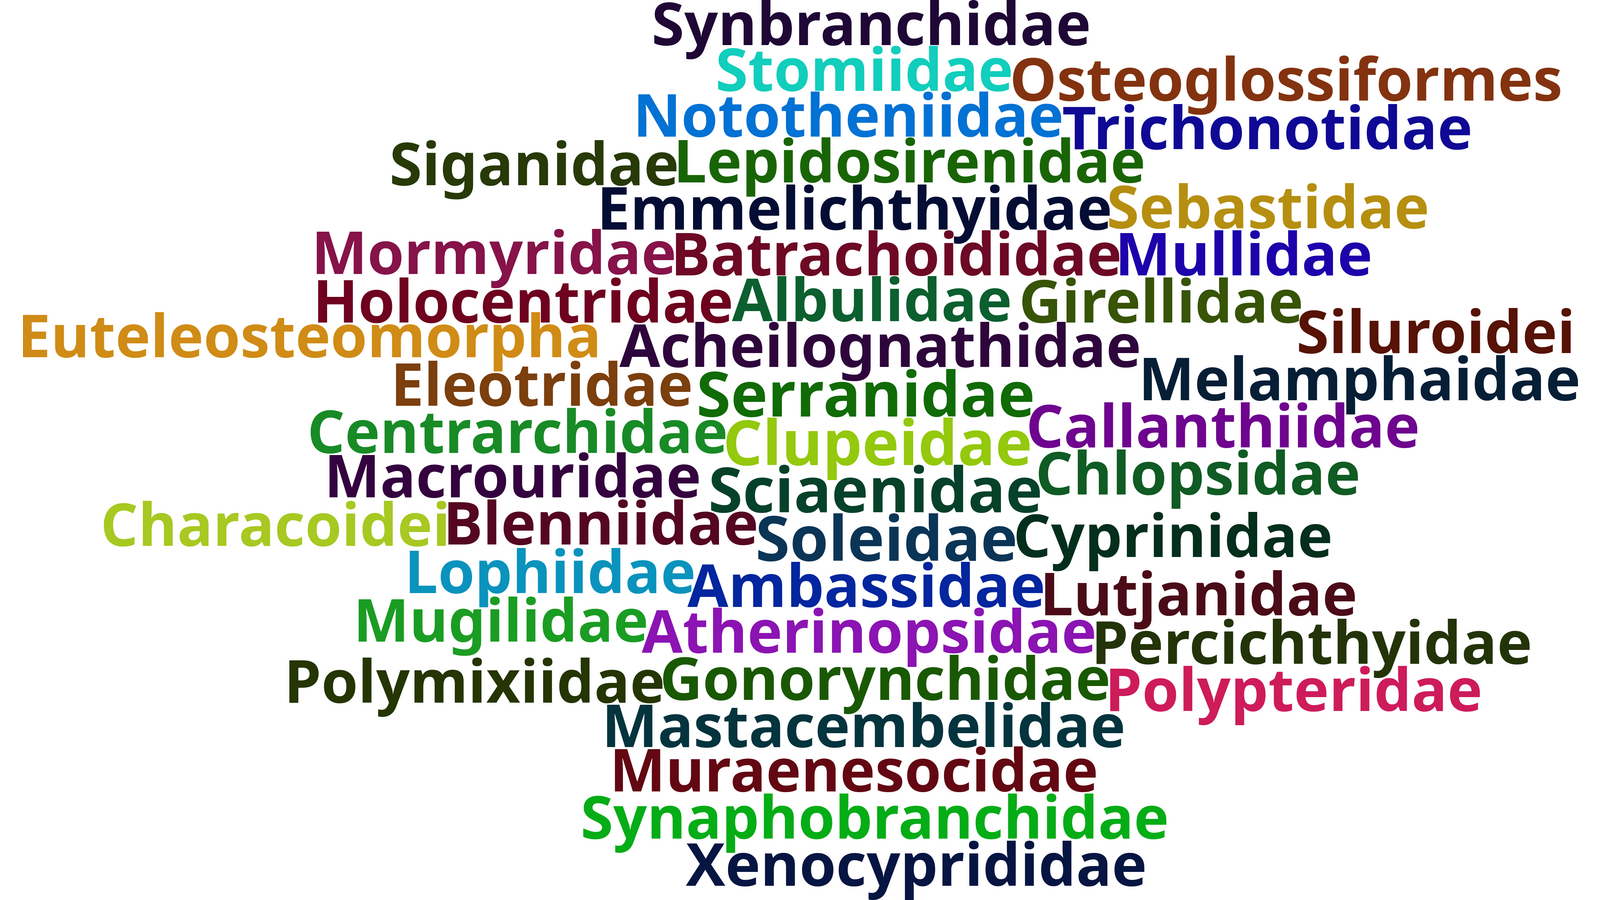 Synbranchidae
Stomiidae Osteoglossiformes
Nototheniidae Trichonotidae
Siganidae Lepidosirenidae
Emmelichthyidae Sebastidae
Mormyridae Batrachoididae Mullidae
Holocentridae Albulidae Girellidae
Euteleosteomorpha Acheilognathidae Siluroidei
Eleotridae Serranidae Melamphaidae
Centrarchidae Clupeidae Callanthiidae
Macrouridae Sciaenidae Chlopsidae
Characoidei Blenniidae Soleidae Cyprinidae
Lophiidae Ambassidae Lutjanidae
Mugilidae Atherinopsidae Percichthyidae
Polymixiidae Gonorynchidae Polypteridae
Mastacembelidae
Muraenesocidae
Synaphobranchidae
Xenocyprididae